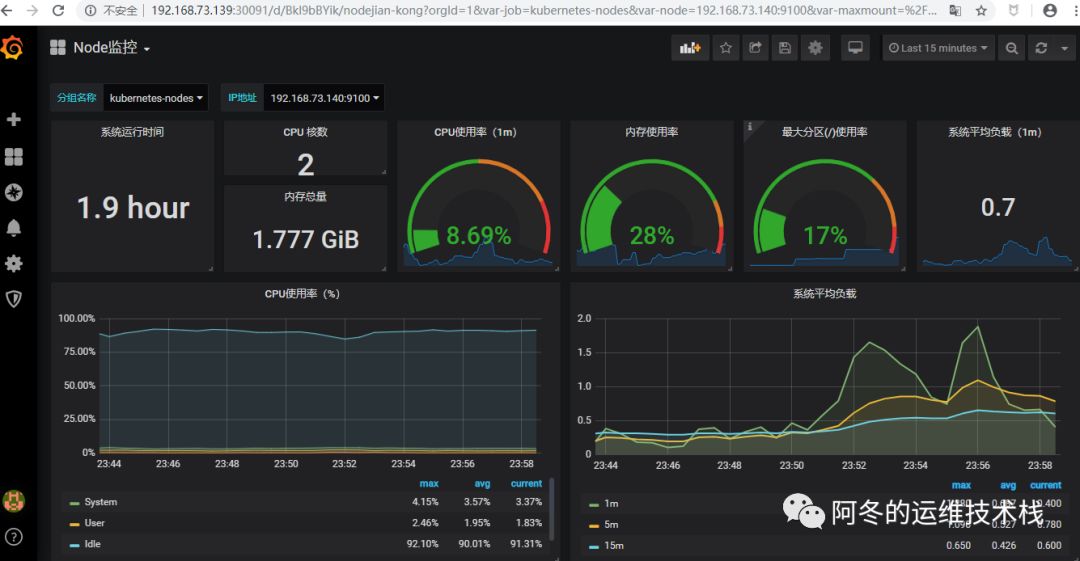 不安全 192.168.73.139:30091/d/BkI9bBYik/nodejian-kong?orgId=1&var-job=kubernetes-nodes&var-node=192.168.73.140:9100&var-maxmount=%2F...
Node监控
Last 15 minutes
分组名称 kubernetes-nodes IP地址 192.168.73.140:9100
系统运行时间
1.9 hour
CPU 核数
2
内存总量
1.777 GiB
CPU使用率（1m）
8.69%
内存使用率
28%
最大分区(/)使用率
17%
系统平均负载（1m）
0.7
CPU使用率（%）
100.00%
75.00%
50.00%
25.00%
0%
23:44 23:46 23:48 23:50 23:52 23:54 23:56 23:58
max avg current
System 4.15% 3.57% 3.37%
User 2.46% 1.95% 1.83%
Idle 92.10% 90.01% 91.31%
系统平均负载
2.0
1.5
1.0
0.5
0
23:44 23:46 23:48 23:50 23:52 23:54 23:56 23:58
max avg current
1m .400
5m .780
15m 0.650 0.426 0.600
阿冬的运维技术栈